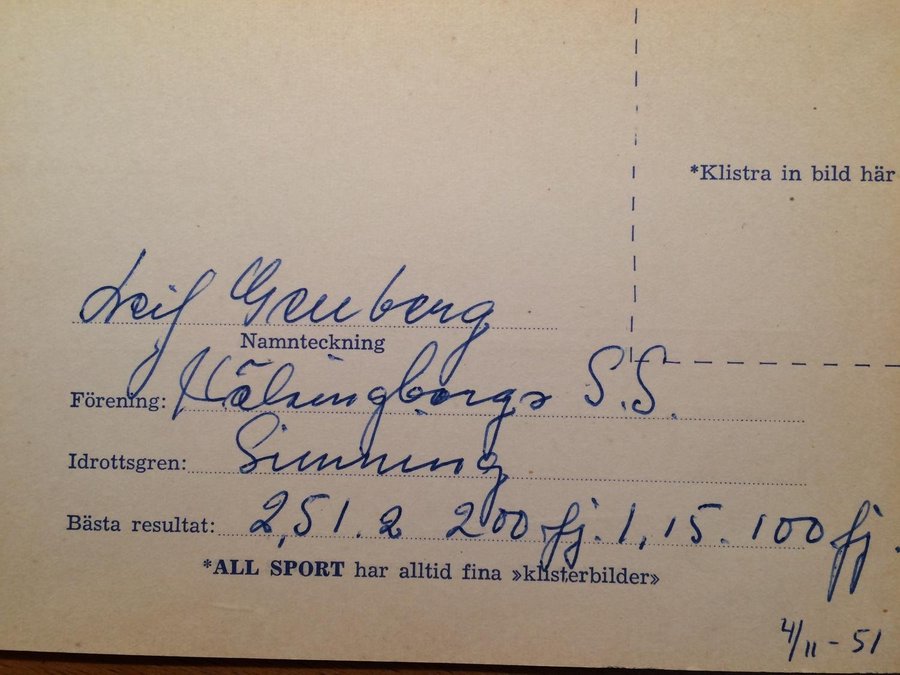 *Klistra in bild här
Leif Grenberg
Namnteckning
Förening: Hälsingborgs S.S.
Idrottsgren: Simning
Bästa resultat: 2,51.2 200 fj. 1,15. 100 fj.
*ALL SPORT har alltid fina »klisterbilder»
4/11 - 51